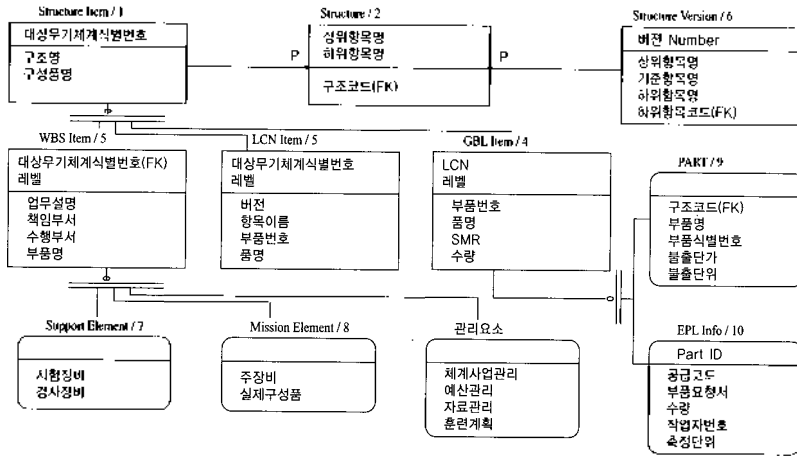 Structure Item / 1
대상무기체계식별번호
구조명
구성품명
Structure / 2
상위항목명
하위항목명
구조코드(FK)
P
P
Structure Version / 6
버전 Number
상위항목명
기준항목명
하위항목명
하위항목코드(FK)
WBS Item / 5
대상무기체계식별번호(FK)
레벨
업무설명
책임부서
수행부서
부품명
LCN Item / 5
대상무기체계식별번호
레벨
버전
항목이름
부품번호
품명
GBL Item / 4
LCN
레벨
부품번호
품명
SMR
수량
PART / 9
구조코드(FK)
부품명
부품식별번호
불출단가
불출단위
Support Element / 7
시험장비
검사장비
Mission Element / 8
주장비
실제구성품
관리요소
체계사업관리
예산관리
자료관리
훈련계획
EPL Info / 10
Part ID
공급코드
부품요청서
수량
작업자번호
측정단위